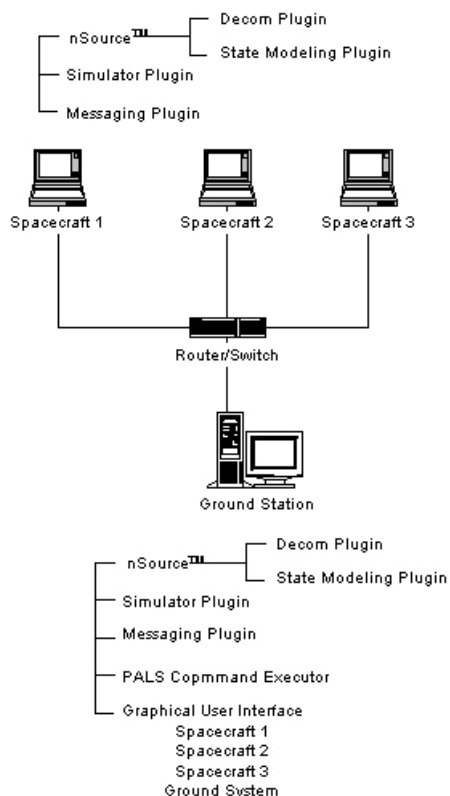 Decom Plugin
nSource™
State Modeling Plugin
Simulator Plugin
Messaging Plugin
Spacecraft 1
Spacecraft 2
Spacecraft 3
Router/Switch
Ground Station
Decom Plugin
nSource™
State Modeling Plugin
Simulator Plugin
Messaging Plugin
PALS Copmmand Executor
Graphical User Interface
Spacecraft 1
Spacecraft 2
Spacecraft 3
Ground System